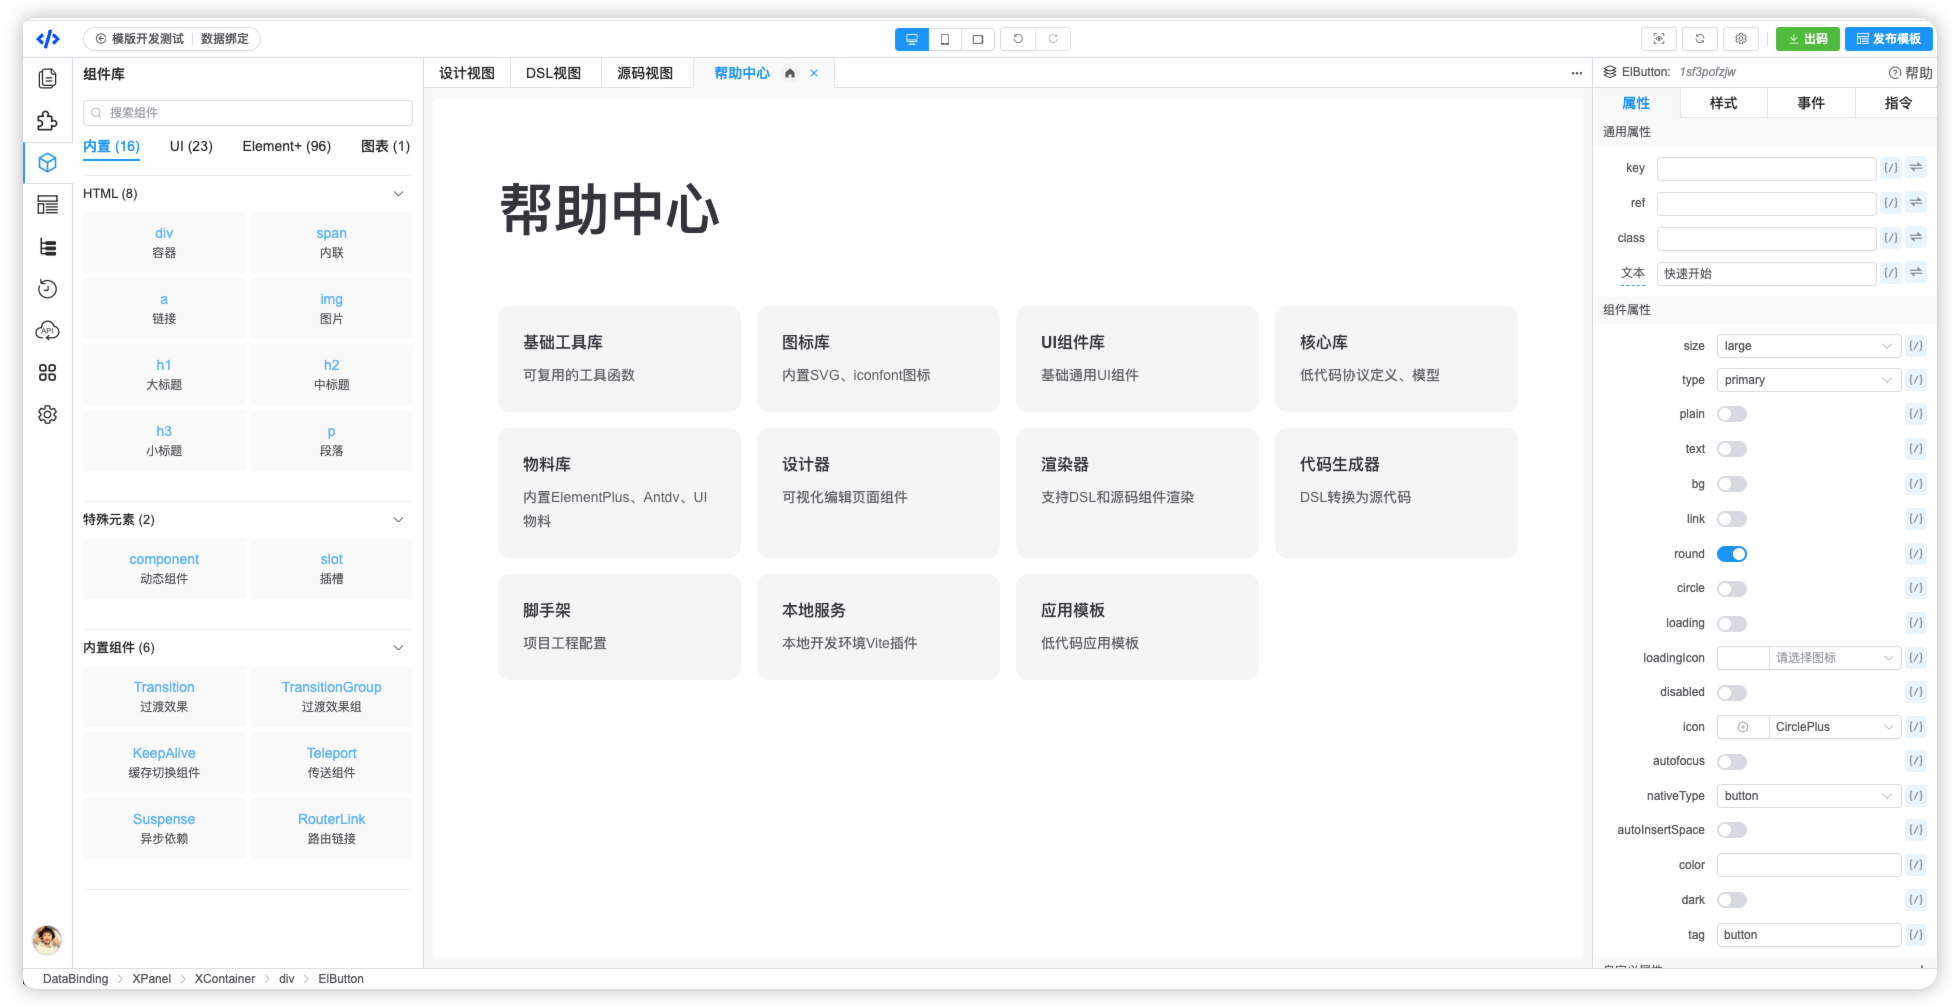 模版开发测试 数据绑定
出码 发布模板
组件库
搜索组件
内置 (16) UI (23) Element+ (96) 图表 (1)
HTML (8)
div span
容器 内联
a img
链接 图片
h1 h2
大标题 中标题
h3 p
小标题 段落
特殊元素 (2)
component slot
动态组件 插槽
内置组件 (6)
Transition TransitionGroup
过渡效果 过渡效果组
KeepAlive Teleport
缓存切换组件 传送组件
Suspense RouterLink
异步依赖 路由链接
API
设计视图 DSL视图 源码视图 帮助中心
帮助中心
基础工具库 图标库 UI组件库 核心库
可复用的工具函数 内置SVG、iconfont图标 基础通用UI组件 低代码协议定义、模型
物料库 设计器 渲染器 代码生成器
内置ElementPlus、Antdv、UI 可视化编辑页面组件 支持DSL和源码组件渲染 DSL转换为源代码
物料
脚手架 本地服务 应用模板
项目工程配置 本地开发环境Vite插件 低代码应用模板
ElButton: 1sf3pofzjw 帮助
属性 样式 事件 指令
通用属性
key {/}
ref {/}
class {/}
文本 快速开始 {/}
组件属性
size large {/}
type primary {/}
plain {/}
text {/}
bg {/}
link {/}
round {/}
circle {/}
loading {/}
loadingIcon 请选择图标 {/}
disabled {/}
icon CirclePlus {/}
autofocus {/}
nativeType button {/}
autoInsertSpace {/}
color {/}
dark {/}
tag button {/}
DataBinding XPanel XContainer div ElButton